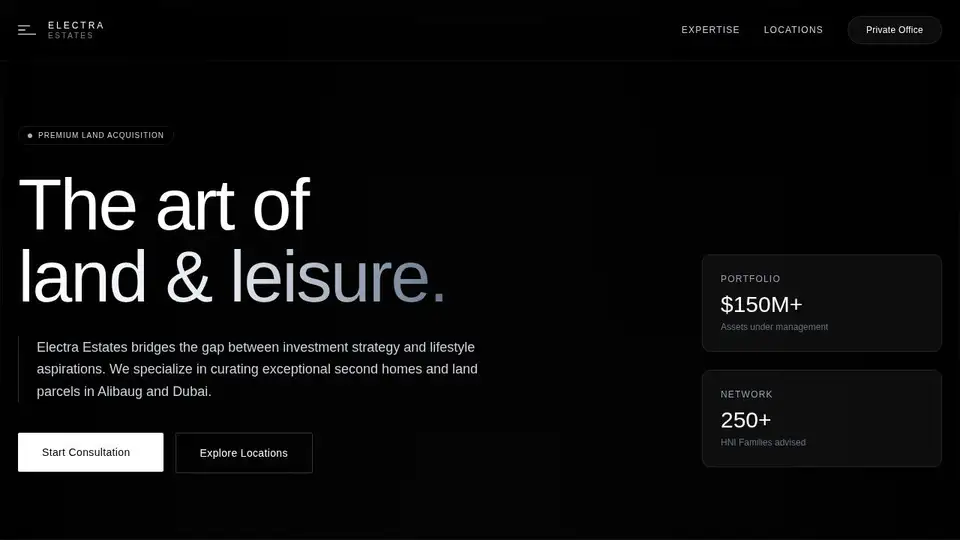 ELECTRA
ESTATES
EXPERTISE
LOCATIONS
Private Office
PREMIUM LAND ACQUISITION
The art of
land & leisure.
Electra Estates bridges the gap between investment strategy and lifestyle
aspirations. We specialize in curating exceptional second homes and land
parcels in Alibaug and Dubai.
Start Consultation
Explore Locations
PORTFOLIO
$150M+
Assets under management
NETWORK
250+
HNI Families advised